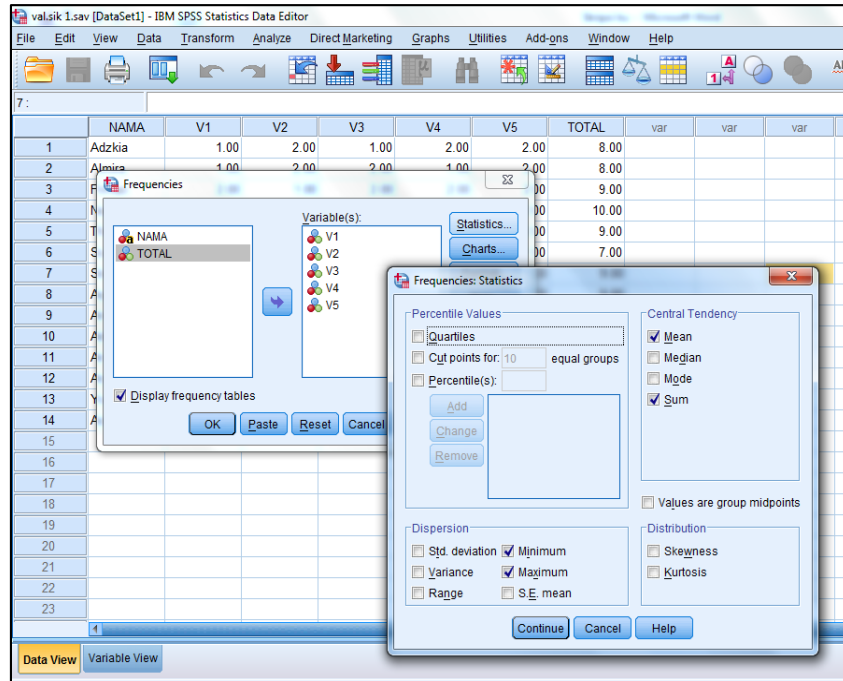 val.sik 1.sav [DataSet1] - IBM SPSS Statistics Data Editor
File Edit View Data Transform Analyze Direct Marketing Graphs Utilities Add-ons Window Help
7 :
NAMA V1 V2 V3 V4 V5 TOTAL var var var
1 Adzkia 1.00 2.00 1.00 2.00 2.00 8.00
2 Almira 1.00 2.00 2.00 1.00 2.00 8.00
3 9.00
4 N 10.00
5 T 9.00
6 S 7.00
7 S
8 A
9 A
10 A
11 A
12 A
13 Y
14 A
15
16
17
18
19
20
21
22
23
Frequencies
NAMA
TOTAL
Variable(s):
V1
V2
V3
V4
V5
Statistics...
Charts...
Display frequency tables
OK Paste Reset Cancel
Frequencies: Statistics
Percentile Values
Quartiles
Cut points for: 10 equal groups
Percentile(s):
Add
Change
Remove
Central Tendency
Mean
Median
Mode
Sum
Values are group midpoints
Dispersion
Std. deviation Minimum
Variance Maximum
Range S.E. mean
Distribution
Skewness
Kurtosis
Continue Cancel Help
Data View Variable View